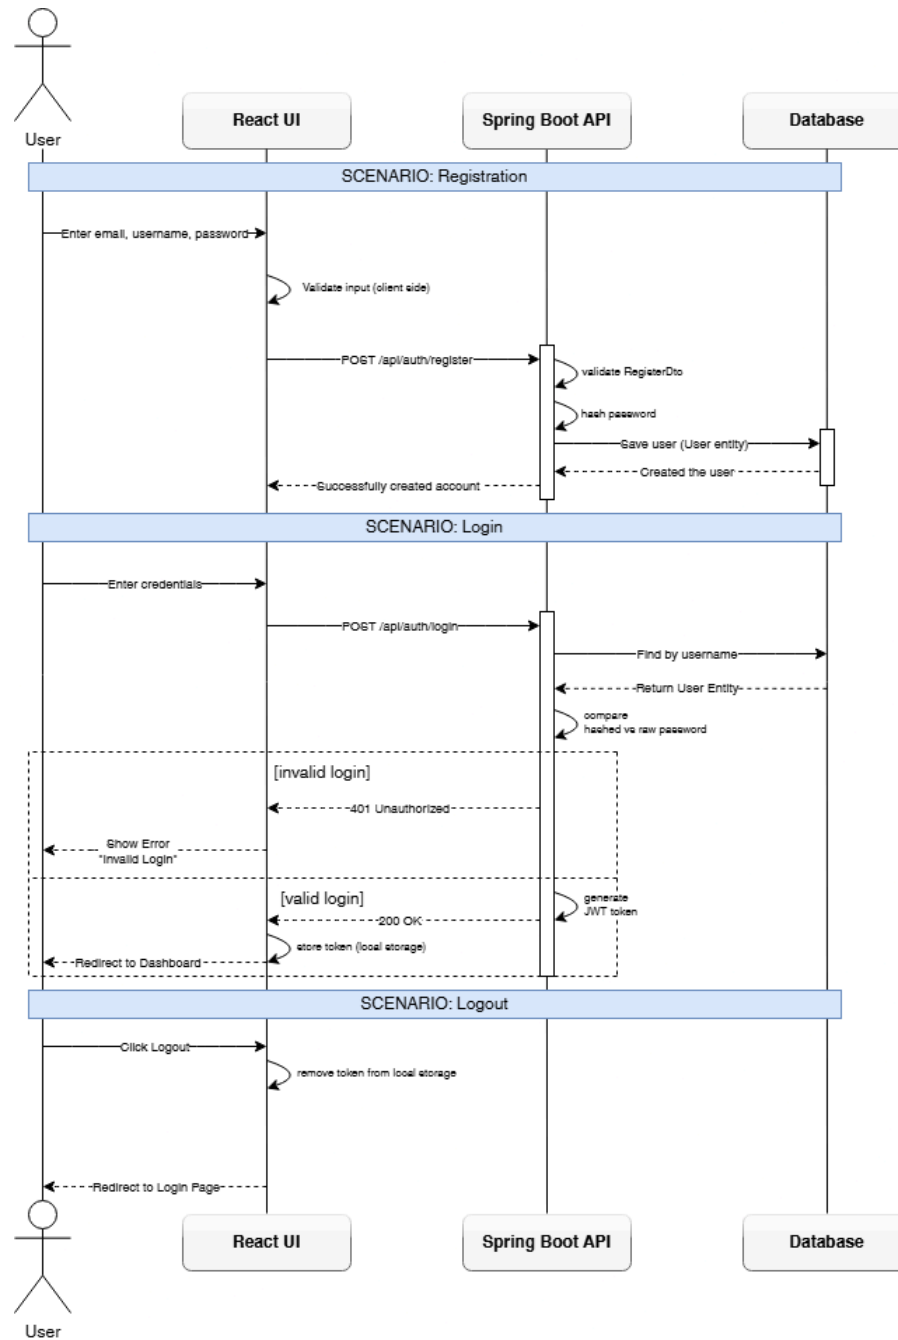 User
React UI
Spring Boot API
Database
SCENARIO: Registration
Enter email, username, password
Validate input (client side)
POST /api/auth/register
validate RegisterDto
hash password
Save user (User entity)
Created the user
Successfully created account
SCENARIO: Login
Enter credentials
POST /api/auth/login
Find by username
Return User Entity
compare
hashed vs raw password
[invalid login]
401 Unauthorized
Show Error
"Invalid Login"
[valid login]
generate
JWT token
200 OK
store token (local storage)
Redirect to Dashboard
SCENARIO: Logout
Click Logout
remove token from local storage
Redirect to Login Page
React UI
Spring Boot API
Database
User